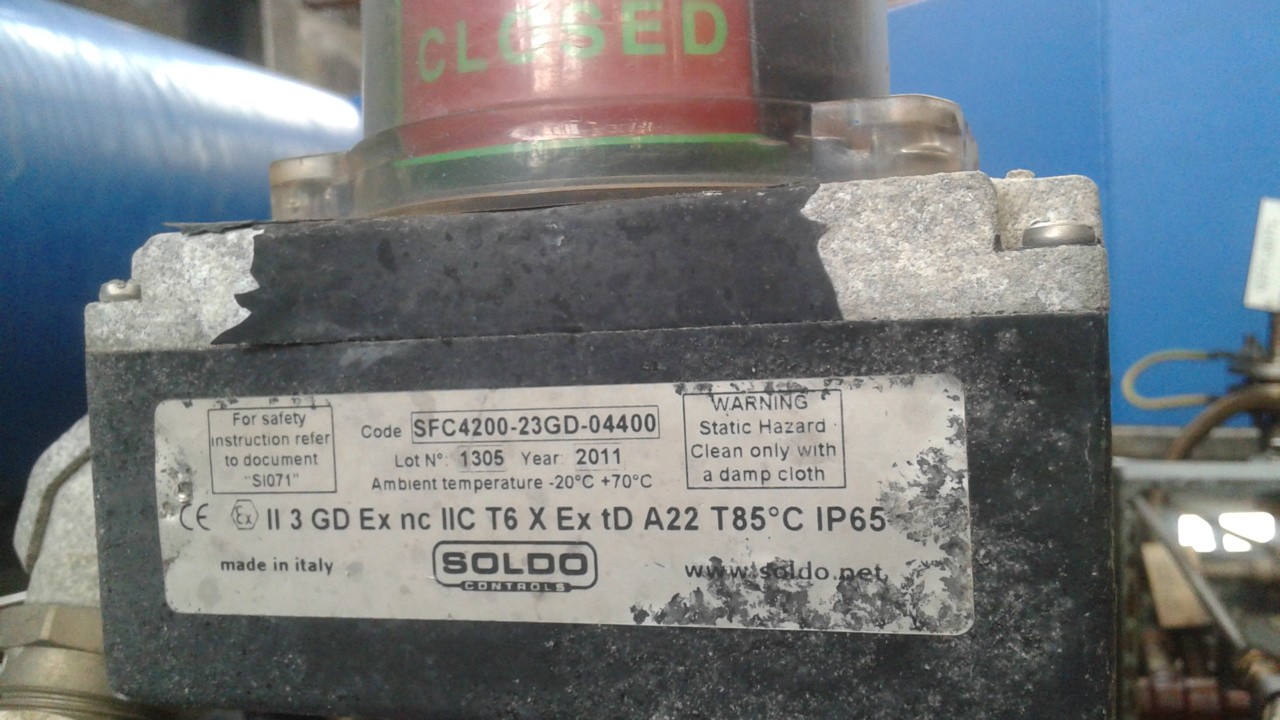 CLOSED
For safety
instruction refer
to document
"SI071"
Code SFC4200-23GD-04400
Lot N°: 1305 Year: 2011
Ambient temperature -20°C +70°C
WARNING
Static Hazard
Clean only with
a damp cloth
CE Ex II 3 GD Ex nc IIC T6 X Ex tD A22 T85°C IP65
made in italy
SOLDO
CONTROLS
www.soldo.net